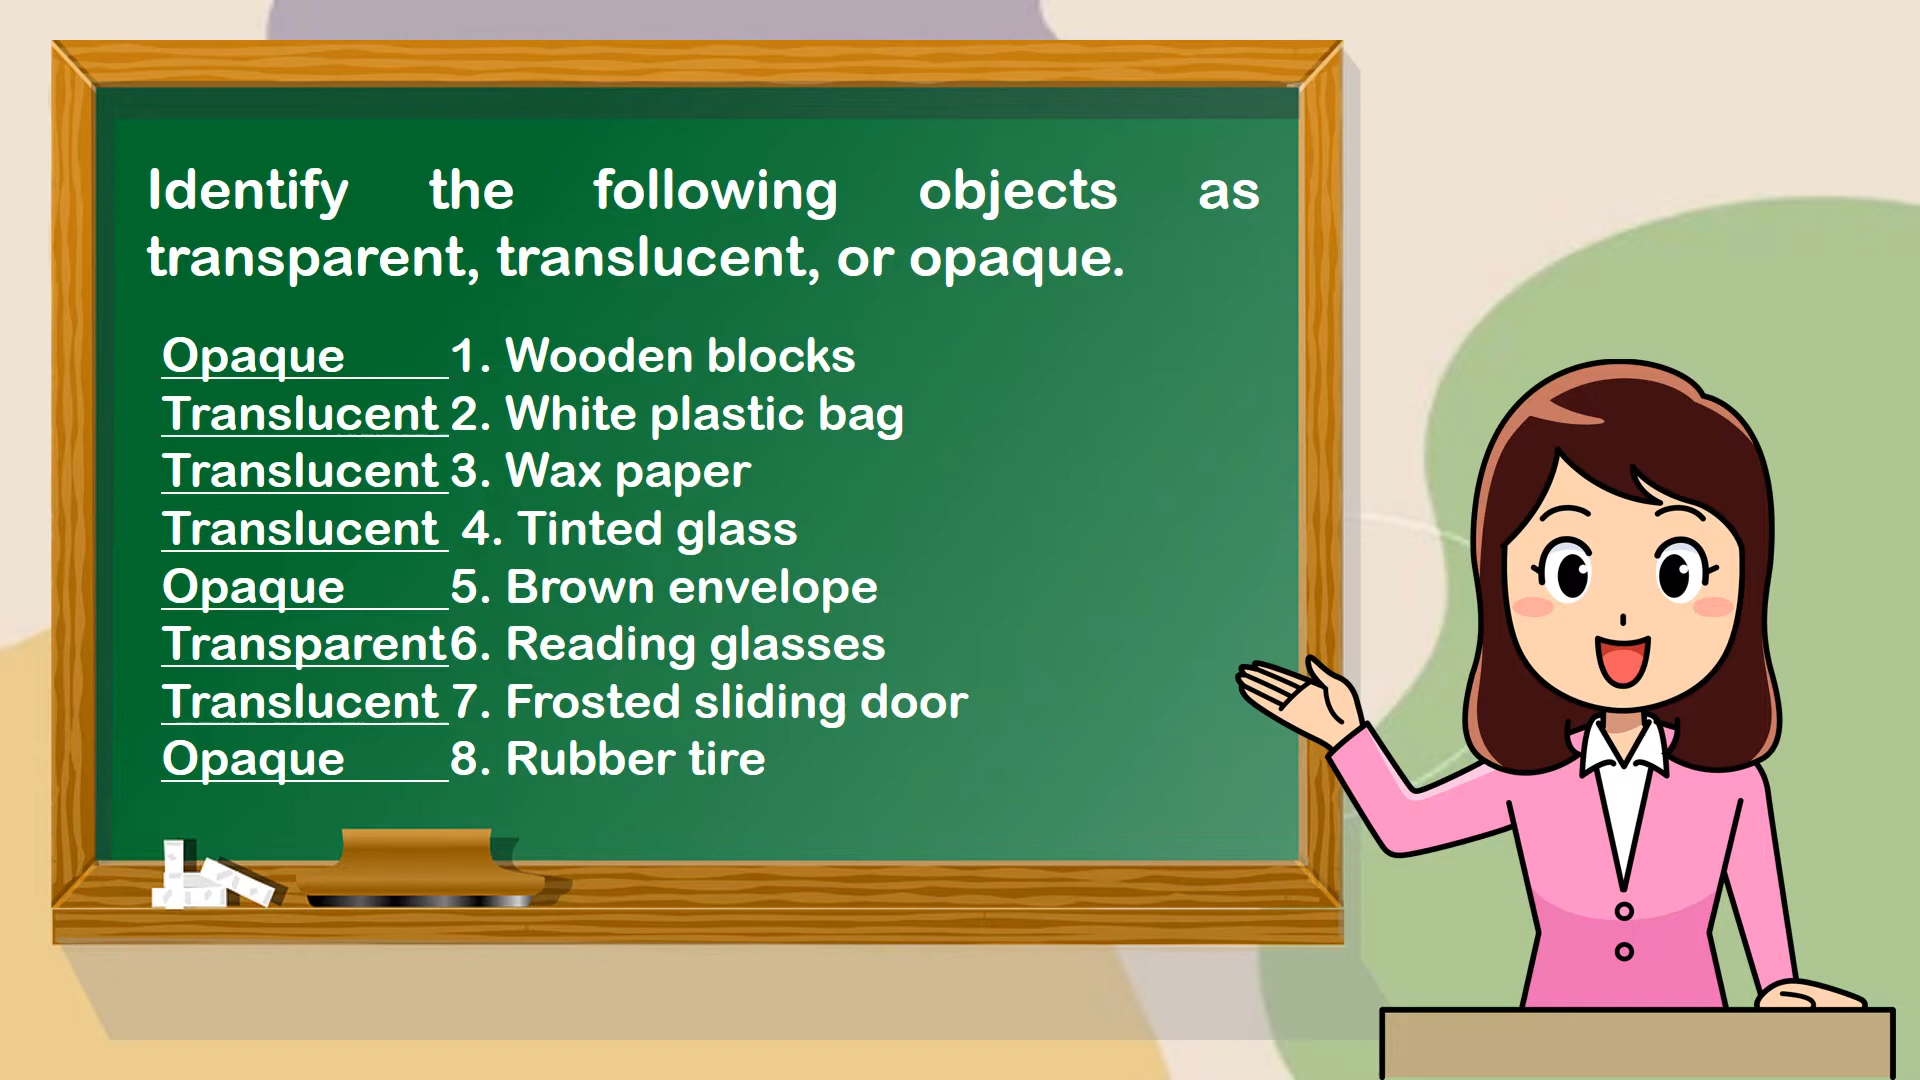 Identify the following objects as
transparent, translucent, or opaque.
Opaque 1. Wooden blocks
Translucent 2. White plastic bag
Translucent 3. Wax paper
Translucent 4. Tinted glass
Opaque 5. Brown envelope
Transparent 6. Reading glasses
Translucent 7. Frosted sliding door
Opaque 8. Rubber tire